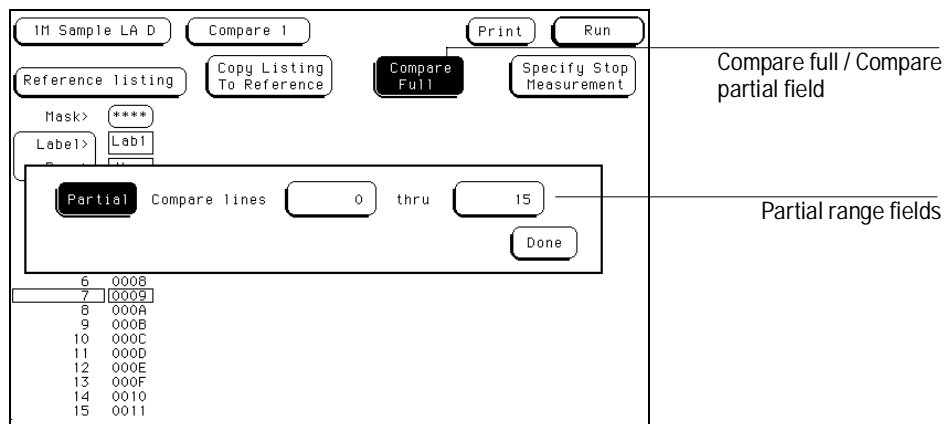 1M Sample LA D Compare 1 Print Run
Reference listing Copy Listing To Reference Compare Full Specify Stop Measurement
Compare full / Compare
partial field
Mask> ****
Label> Lab1
Partial Compare lines 0 thru 15
Partial range fields
Done
6 0008
7 0009
8 000A
9 000B
10 000C
11 000D
12 000E
13 000F
14 0010
15 0011